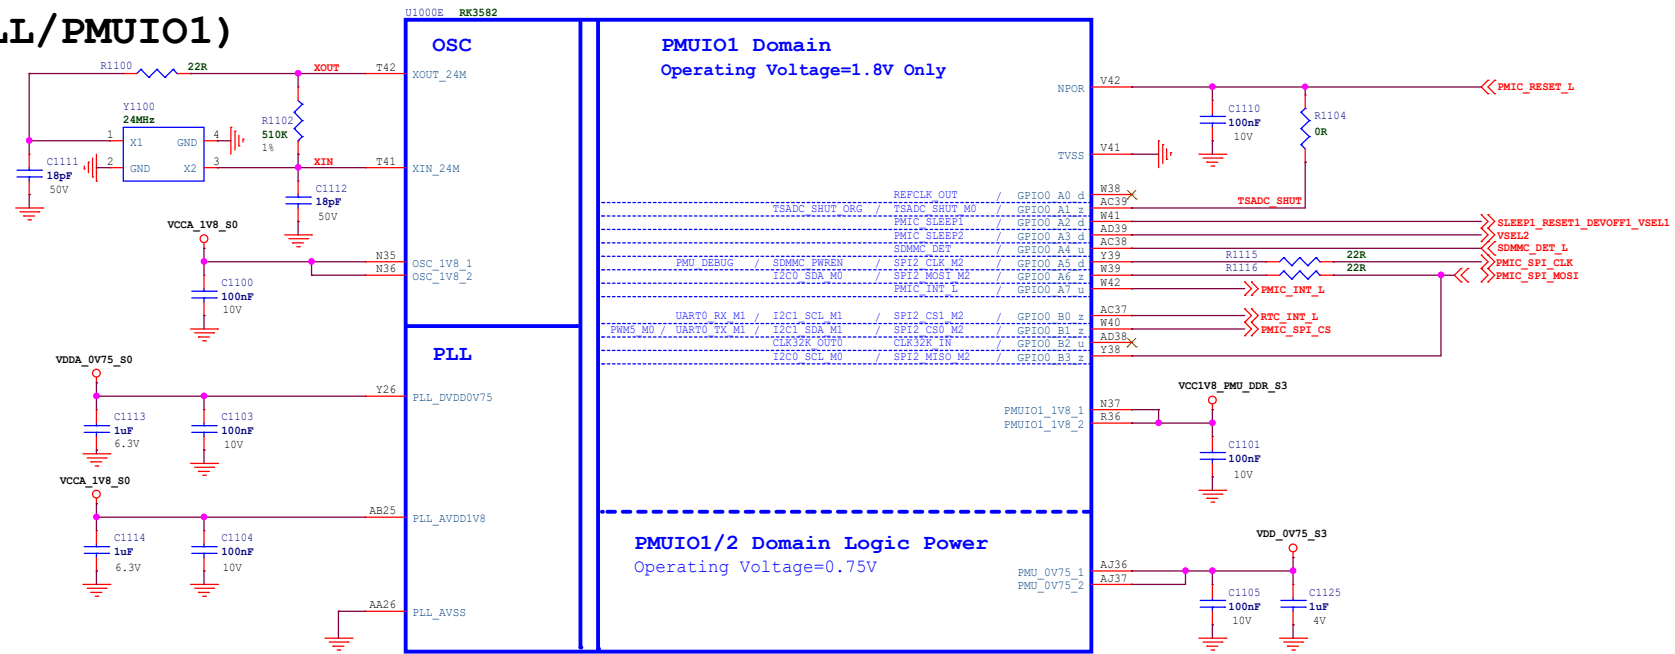 LL/PMUIO1)
U1000E RK3582
OSC
PMUIO1 Domain
Operating Voltage=1.8V Only
R1100 22R
XOUT T42 XOUT_24M
Y1100
24MHz
1 X1 GND 4
2 GND X2 3
R1102
510K
1%
XIN T41 XIN_24M
C1111
18pF
50V
C1112
18pF
50V
VCCA_1V8_S0
N35 OSC_1V8_1
N36 OSC_1V8_2
C1100
100nF
10V
PLL
VDDA_0V75_S0
Y26 PLL_DVDD0V75
C1113
1uF
6.3V
C1103
100nF
10V
VCCA_1V8_S0
AB25 PLL_AVDD1V8
C1114
1uF
6.3V
C1104
100nF
10V
AA26 PLL_AVSS
NPOR V42 PMIC_RESET_L
C1110
100nF
10V
R1104
0R
TVSS V41
REFCLK_OUT / GPIO0_A0_d W38
TSADC_SHUT_ORG / TSADC_SHUT_M0 / GPIO0_A1_z AC39 TSADC_SHUT
PMIC_SLEEP1 / GPIO0_A2_d W41 SLEEP1_RESET1_DEVOFF1_VSEL1
PMIC_SLEEP2 / GPIO0_A3_d AD39 VSEL2
SDMMC_DET / GPIO0_A4_u AC38 SDMMC_DET_L
PMU_DEBUG / SDMMC_PWREN / SPI2_CLK_M2 / GPIO0_A5_d Y39 R1115 22R PMIC_SPI_CLK
I2C0_SDA_M0 / SPI2_MOSI_M2 / GPIO0_A6_z W39 R1116 22R PMIC_SPI_MOSI
PMIC_INT_L / GPIO0_A7_u W42 PMIC_INT_L
UART0_RX_M1 / I2C1_SCL_M1 / SPI2_CS1_M2 / GPIO0_B0_z AC37 RTC_INT_L
PWM5_M0 / UART0_TX_M1 / I2C1_SDA_M1 / SPI2_CS0_M2 / GPIO0_B1_z W40 PMIC_SPI_CS
CLK32K_OUT0 CLK32K_IN / GPIO0_B2_u AD38
I2C0_SCL_M0 / SPI2_MISO_M2 / GPIO0_B3_z Y38
VCC1V8_PMU_DDR_S3
PMUIO1_1V8_1 N37
PMUIO1_1V8_2 R36
C1101
100nF
10V
PMUIO1/2 Domain Logic Power
Operating Voltage=0.75V
VDD_0V75_S3
PMU_0V75_1 AJ36
PMU_0V75_2 AJ37
C1105
100nF
10V
C1125
1uF
4V